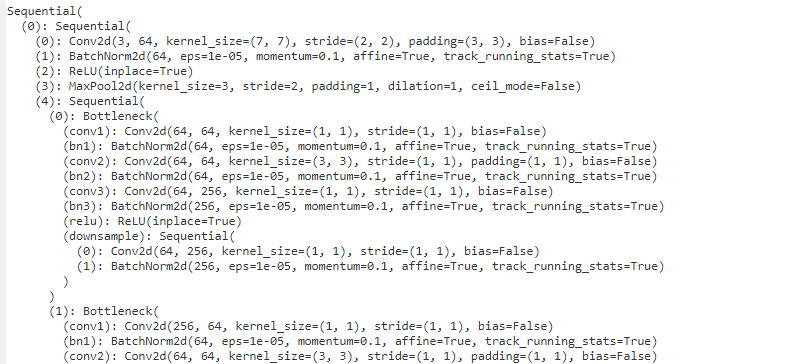 Sequential(
  (0): Sequential(
    (0): Conv2d(3, 64, kernel_size=(7, 7), stride=(2, 2), padding=(3, 3), bias=False)
    (1): BatchNorm2d(64, eps=1e-05, momentum=0.1, affine=True, track_running_stats=True)
    (2): ReLU(inplace=True)
    (3): MaxPool2d(kernel_size=3, stride=2, padding=1, dilation=1, ceil_mode=False)
    (4): Sequential(
      (0): Bottleneck(
        (conv1): Conv2d(64, 64, kernel_size=(1, 1), stride=(1, 1), bias=False)
        (bn1): BatchNorm2d(64, eps=1e-05, momentum=0.1, affine=True, track_running_stats=True)
        (conv2): Conv2d(64, 64, kernel_size=(3, 3), stride=(1, 1), padding=(1, 1), bias=False)
        (bn2): BatchNorm2d(64, eps=1e-05, momentum=0.1, affine=True, track_running_stats=True)
        (conv3): Conv2d(64, 256, kernel_size=(1, 1), stride=(1, 1), bias=False)
        (bn3): BatchNorm2d(256, eps=1e-05, momentum=0.1, affine=True, track_running_stats=True)
        (relu): ReLU(inplace=True)
        (downsample): Sequential(
          (0): Conv2d(64, 256, kernel_size=(1, 1), stride=(1, 1), bias=False)
          (1): BatchNorm2d(256, eps=1e-05, momentum=0.1, affine=True, track_running_stats=True)
        )
      )
      (1): Bottleneck(
        (conv1): Conv2d(256, 64, kernel_size=(1, 1), stride=(1, 1), bias=False)
        (bn1): BatchNorm2d(64, eps=1e-05, momentum=0.1, affine=True, track_running_stats=True)
        (conv2): Conv2d(64, 64, kernel_size=(3, 3), stride=(1, 1), padding=(1, 1), bias=False)